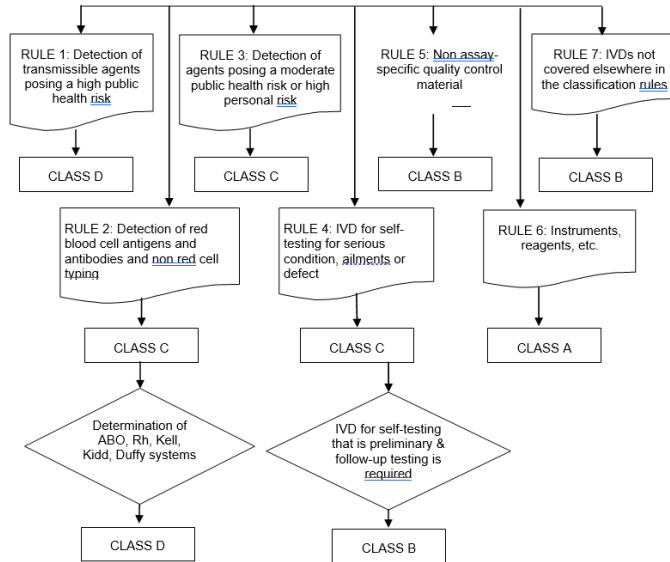 RULE 1: Detection of
transmissible agents
posing a high public
health risk
RULE 3: Detection of
agents posing a moderate
public health risk or high
personal risk
RULE 5: Non assay-
specific quality control
material
RULE 7: IVDs not
covered elsewhere in
the classification rules
CLASS D
CLASS C
CLASS B
CLASS B
RULE 2: Detection of red
blood cell antigens and
antibodies and non red cell
typing
RULE 4: IVD for self-
testing for serious
condition, ailments or
defect
RULE 6: Instruments,
reagents, etc.
CLASS C
CLASS C
CLASS A
Determination of
ABO, Rh, Kell,
Kidd, Duffy systems
IVD for self-testing
that is preliminary &
follow-up testing is
required
CLASS D
CLASS B